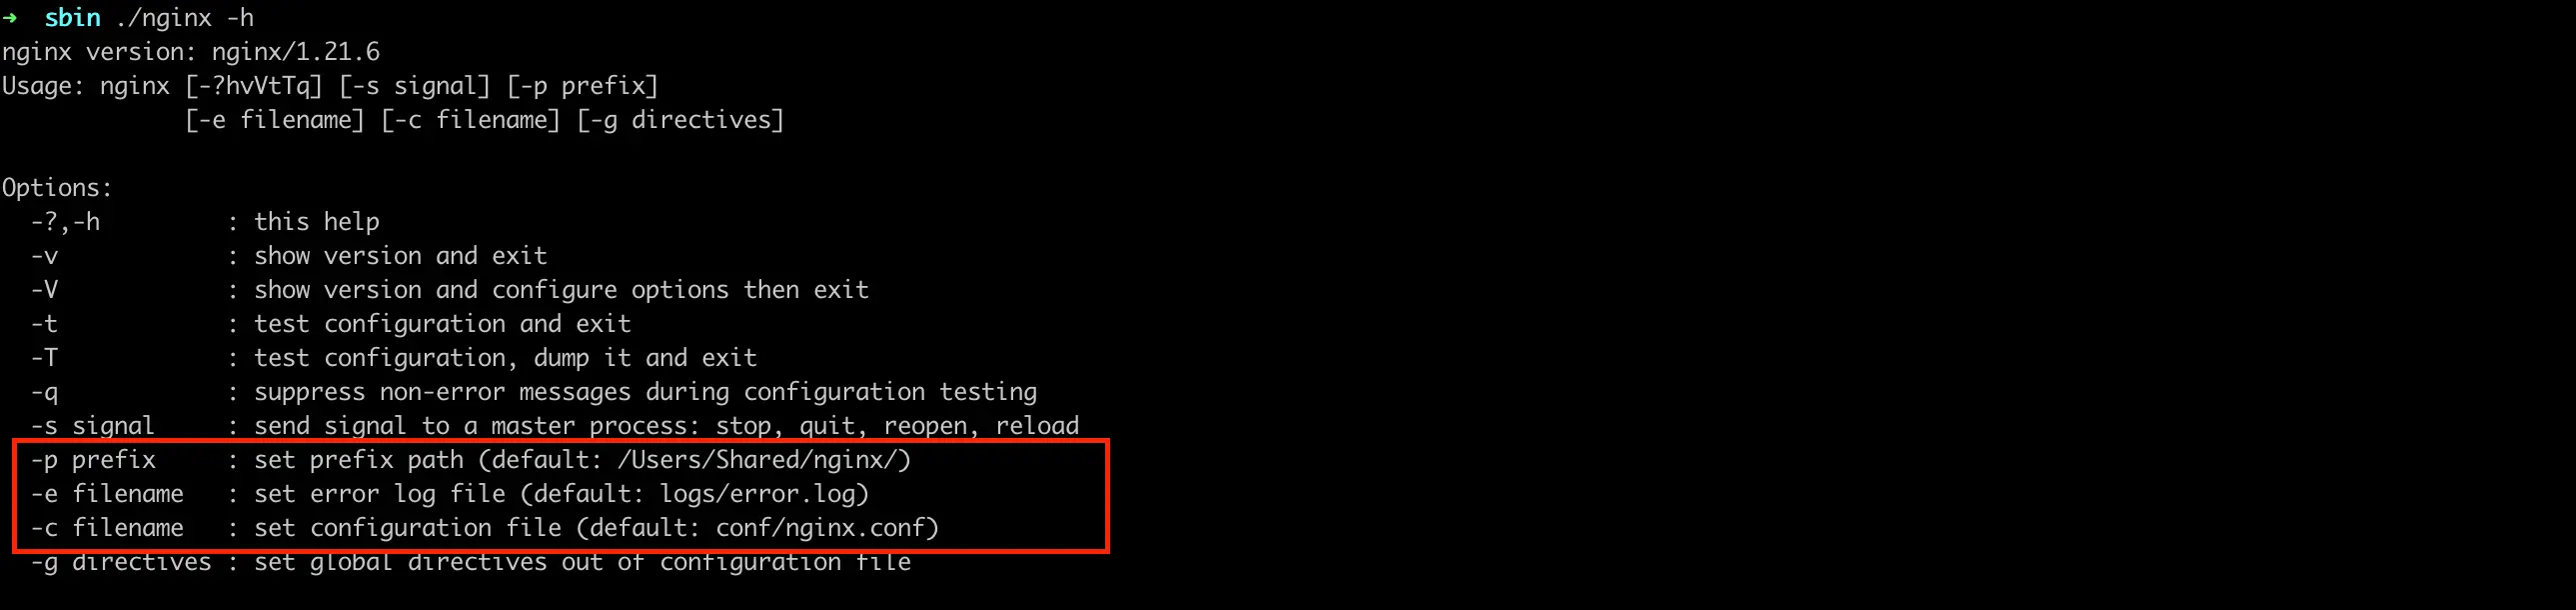 ➜  sbin ./nginx -h
nginx version: nginx/1.21.6
Usage: nginx [-?hvVtTq] [-s signal] [-p prefix]
             [-e filename] [-c filename] [-g directives]

Options:
  -?,-h         : this help
  -v            : show version and exit
  -V            : show version and configure options then exit
  -t            : test configuration and exit
  -T            : test configuration, dump it and exit
  -q            : suppress non-error messages during configuration testing
  -s signal     : send signal to a master process: stop, quit, reopen, reload
  -p prefix     : set prefix path (default: /Users/Shared/nginx/)
  -e filename   : set error log file (default: logs/error.log)
  -c filename   : set configuration file (default: conf/nginx.conf)
  -g directives : set global directives out of configuration file